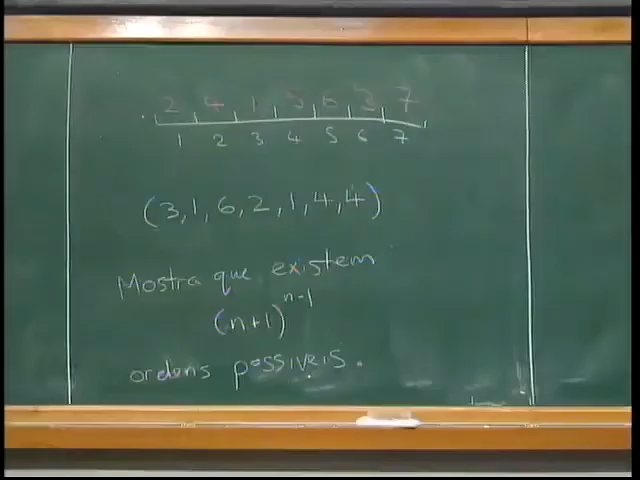 2 4 1 5 6 3 7
1 2 3 4 5 6 7
(3,1,6,2,1,4,4)
Mostra que existem
(n+1)^{n-1}
ordens possiveis.